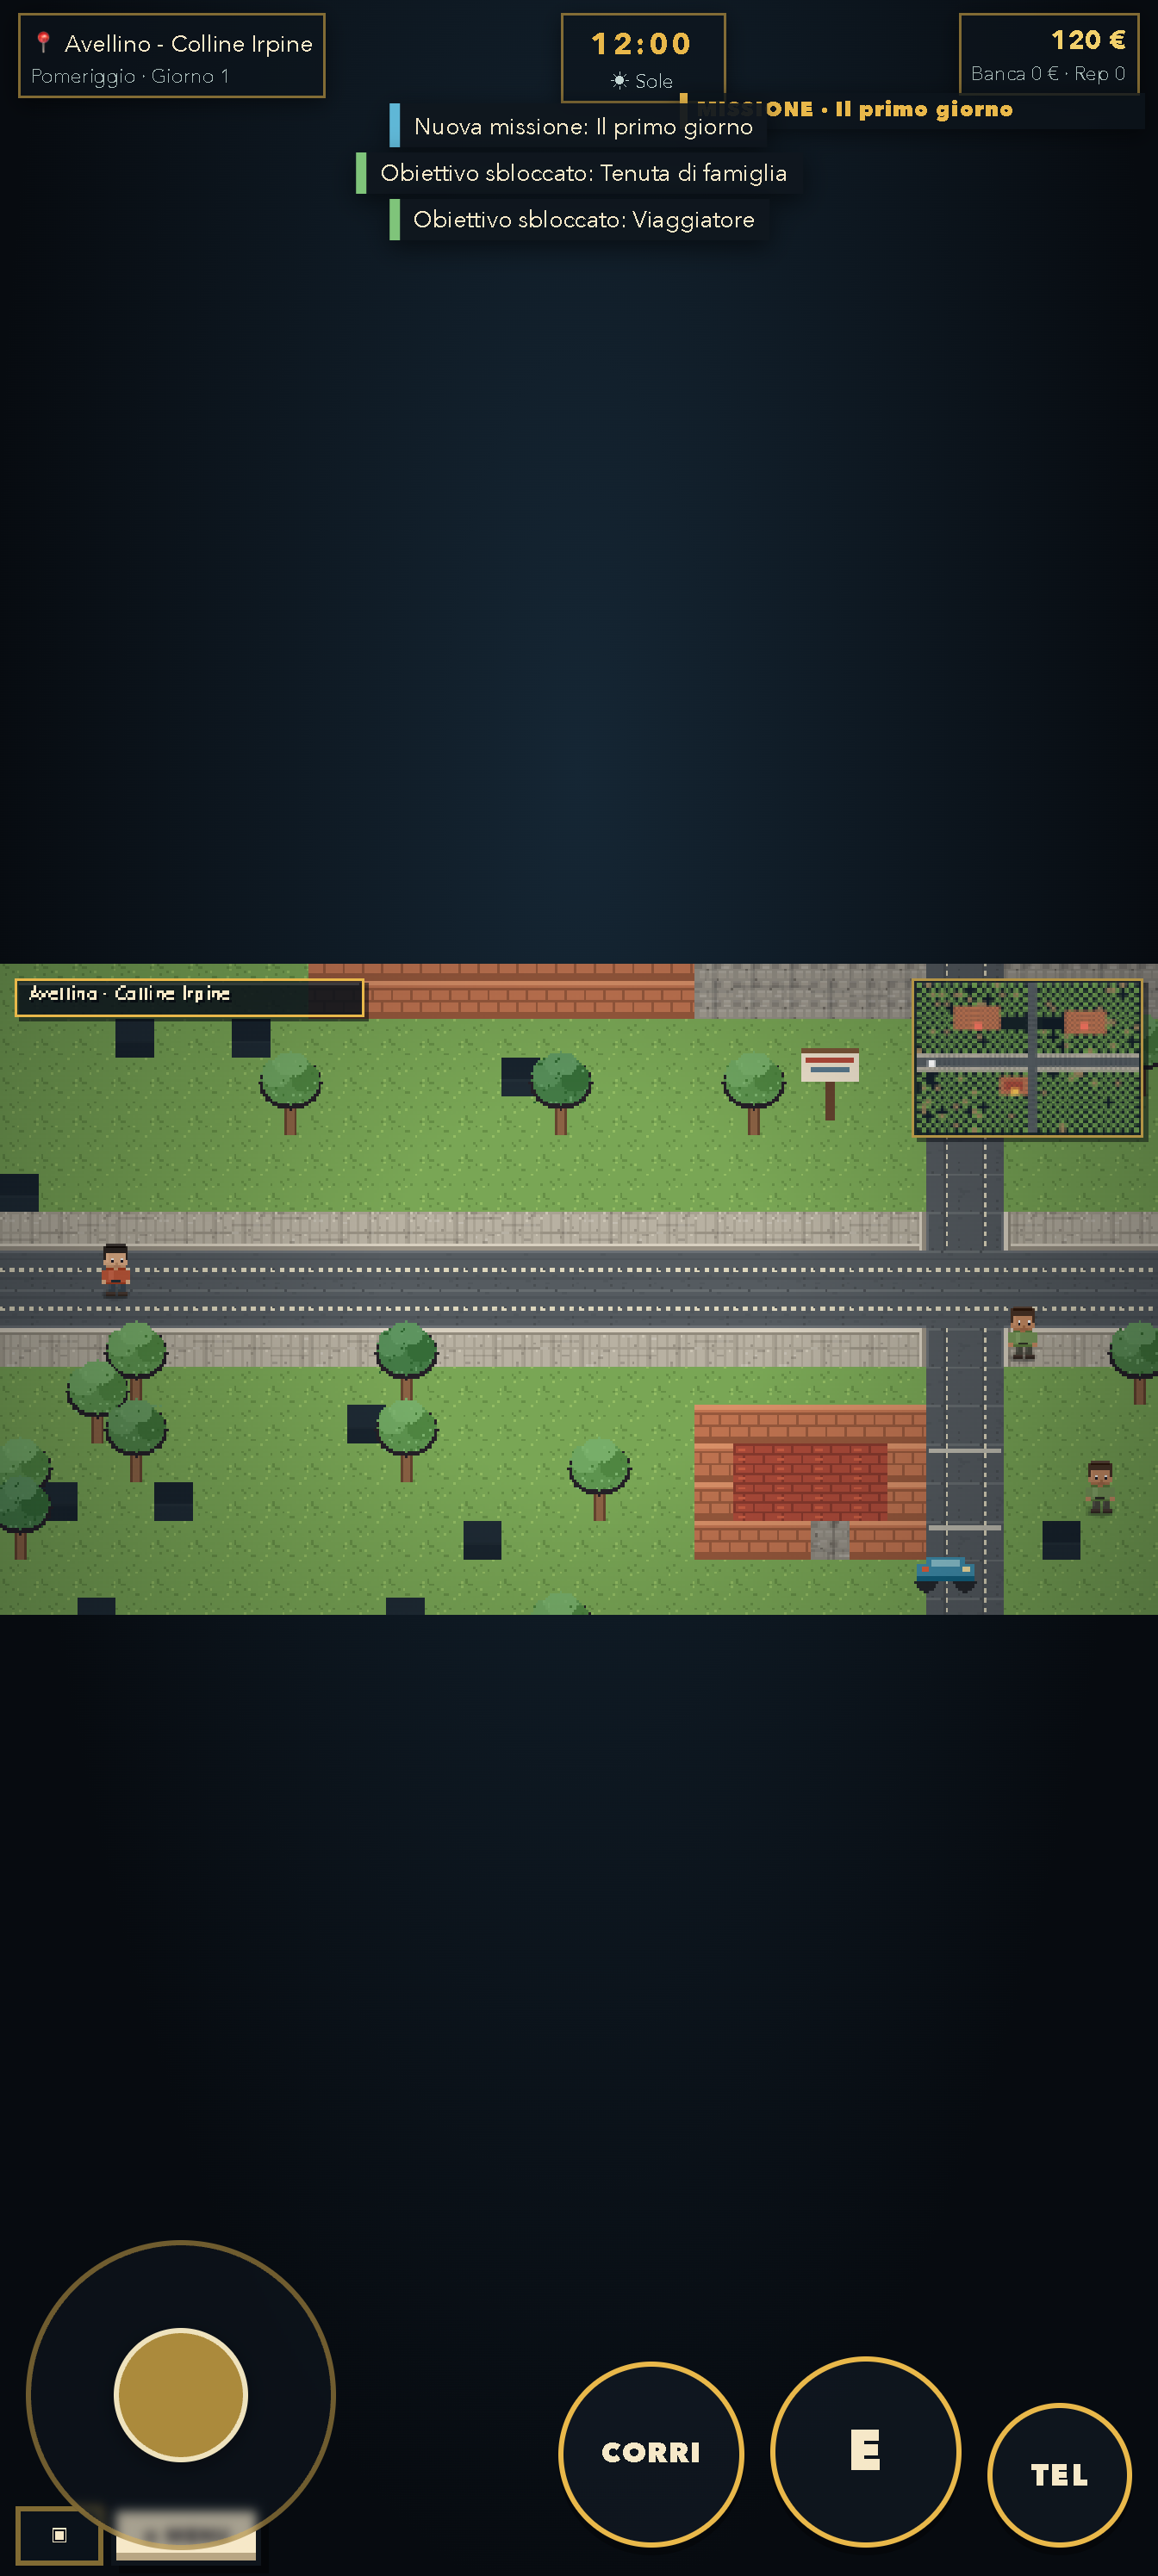 Avellino - Colline Irpine
Pomeriggio · Giorno 1
12:00
☀ Sole
120 €
Banca 0 € · Rep 0
MISSIONE · Il primo giorno
Nuova missione: Il primo giorno
Obiettivo sbloccato: Tenuta di famiglia
Obiettivo sbloccato: Viaggiatore
Avellino - Colline Irpine
CORRI
E
TEL